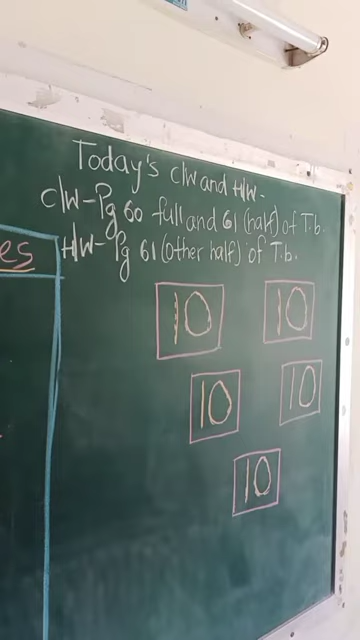 Today's c/w and H/W-
c/w-Pg 60 full and 61 (half) of T.b.
H/W-Pg 61 (other half) of T.b.
es
10 10
10 10
10